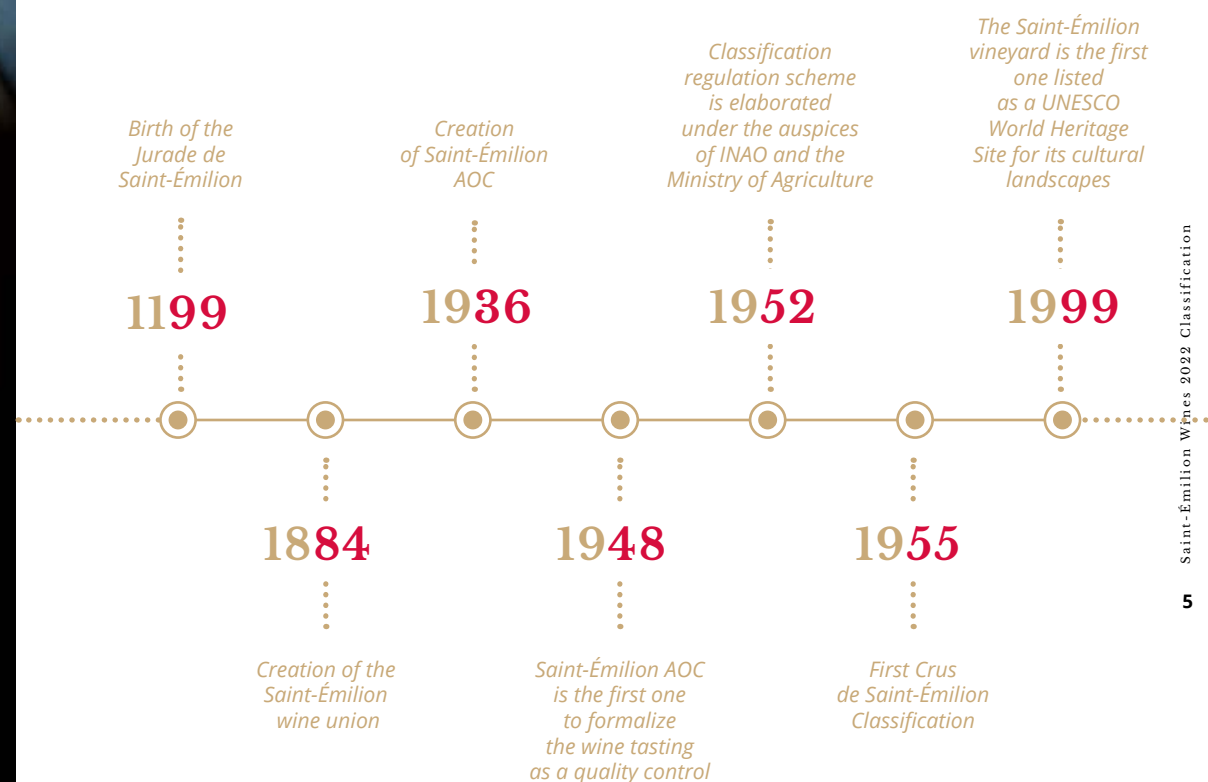 Birth of the
Jurade de
Saint-Émilion
1199
Creation of the
Saint-Émilion
wine union
1884
Creation
of Saint-Émilion
AOC
1936
Saint-Émilion AOC
is the first one
to formalize
the wine tasting
as a quality control
1948
Classification
regulation scheme
is elaborated
under the auspices
of INAO and the
Ministry of Agriculture
1952
First Crus
de Saint-Émilion
Classification
1955
The Saint-Émilion
vineyard is the first
one listed
as a UNESCO
World Heritage
Site for its cultural
landscapes
1999
Saint-Émilion Wines 2022 Classification
5